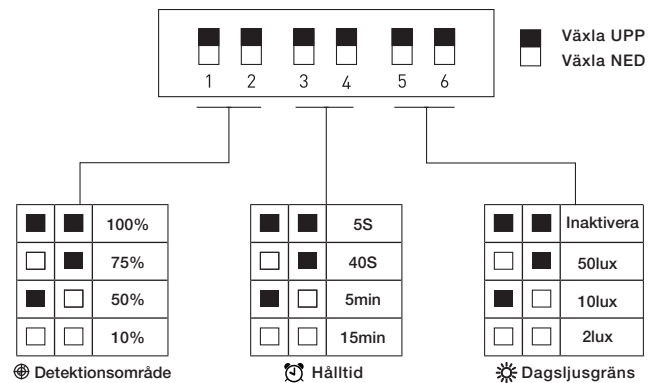 Växla UPP
Växla NED
1 2 3 4 5 6
100%
75%
50%
10%
Detektionsområde
5S
40S
5min
15min
Hålltid
Inaktivera
50lux
10lux
2lux
Dagsljusgräns